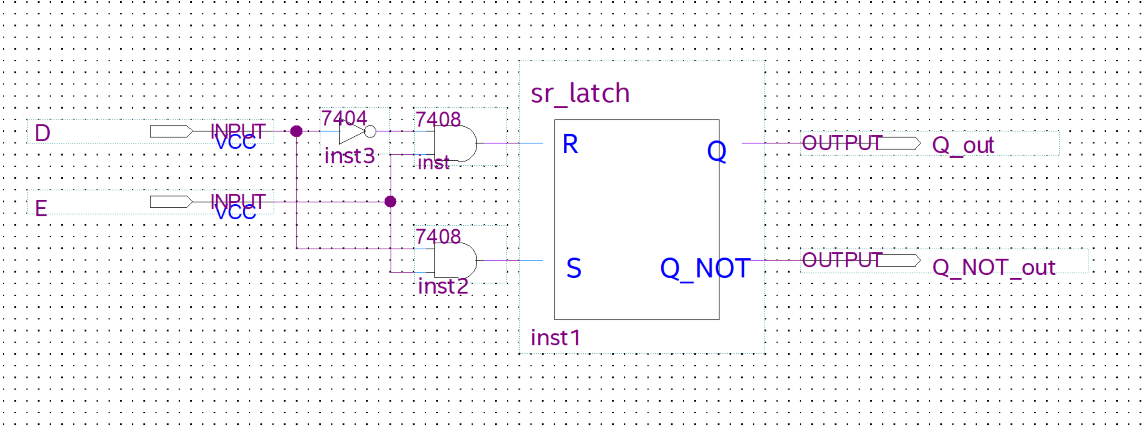 sr_latch
D
INPUT
VCC
7404
inst3
7408
inst
R
Q
OUTPUT
Q_out
E
INPUT
VCC
7408
inst2
S
Q_NOT
OUTPUT
Q_NOT_out
inst1